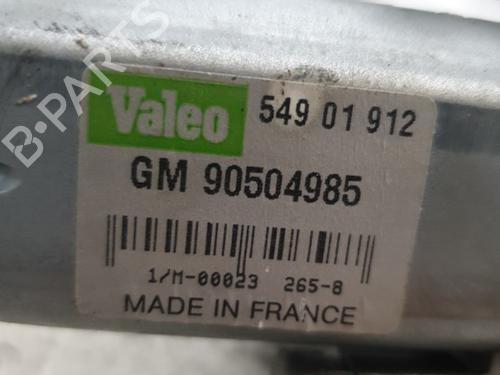 Valeo 549 01 912
GM 90504985
1/M-00023 265-8
MADE IN FRANCE
B-Parts